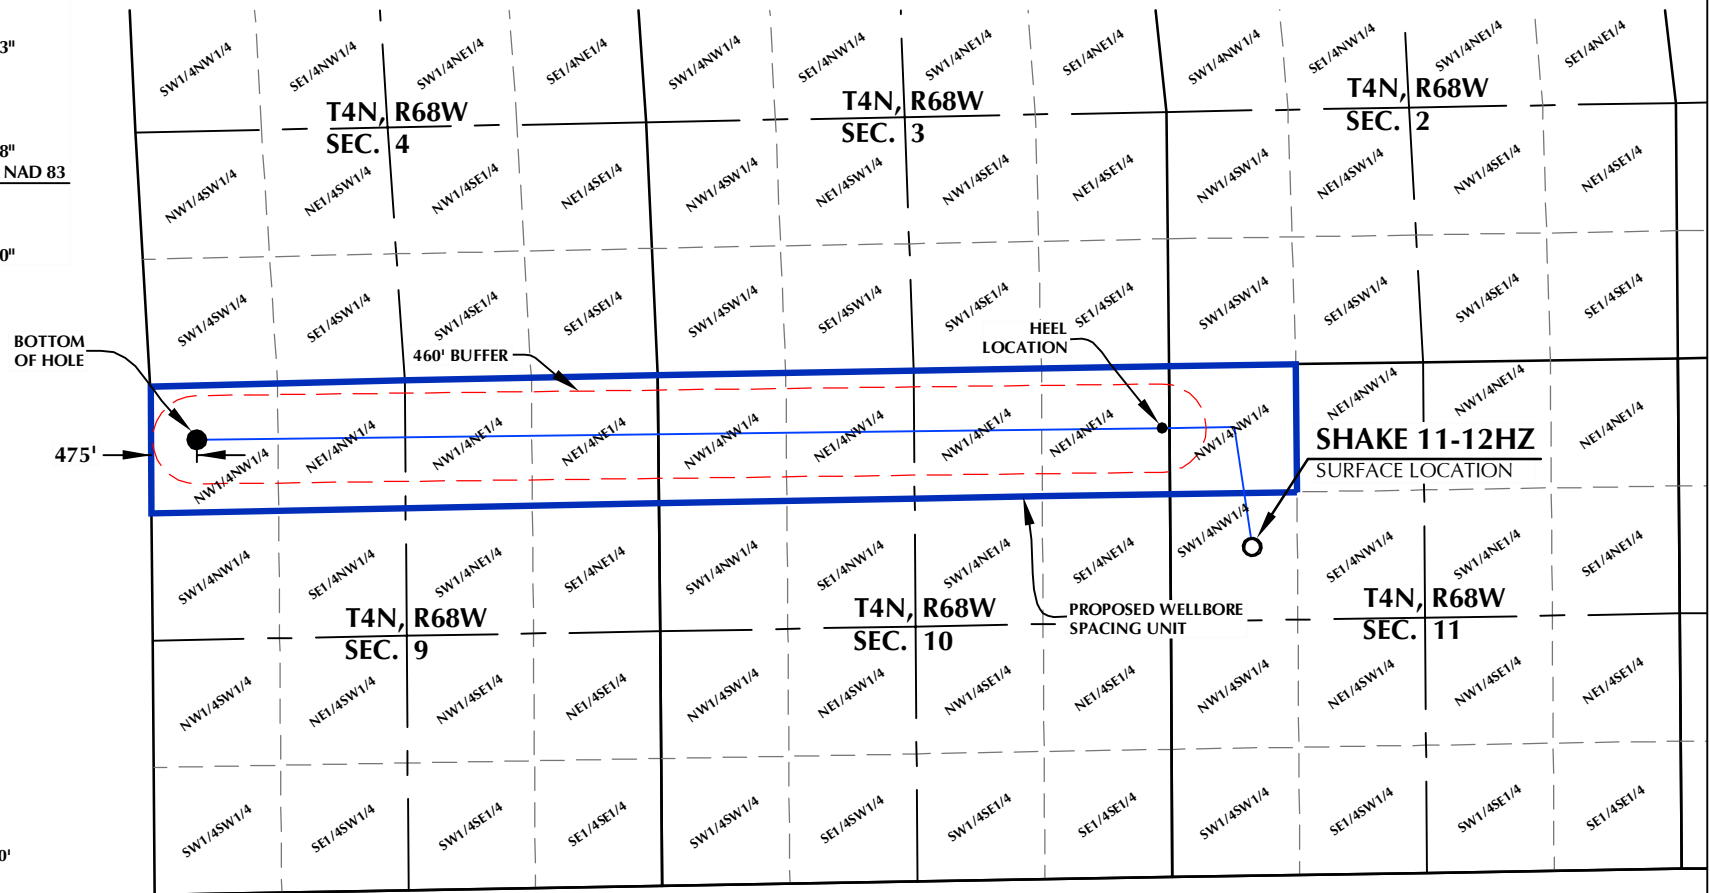 3"
8"
NAD 83
0"
0'
SW1/4NW1/4 SE1/4NW1/4 SW1/4NE1/4 SE1/4NE1/4 SW1/4NW1/4 SE1/4NW1/4 SW1/4NE1/4 SE1/4NE1/4 SW1/4NW1/4 SE1/4NW1/4 SW1/4NE1/4 SE1/4NE1/4
T4N, R68W
SEC. 4
T4N, R68W
SEC. 3
T4N, R68W
SEC. 2
NW1/4SW1/4 NE1/4SW1/4 NW1/4SE1/4 NE1/4SE1/4 NW1/4SW1/4 NE1/4SW1/4 NW1/4SE1/4 NE1/4SE1/4 NW1/4SW1/4 NE1/4SW1/4 NW1/4SE1/4 NE1/4SE1/4
SW1/4SW1/4 SE1/4SW1/4 SW1/4SE1/4 SE1/4SE1/4 SW1/4SW1/4 SE1/4SW1/4 SW1/4SE1/4 SE1/4SE1/4 SW1/4SW1/4 SE1/4SW1/4 SW1/4SE1/4 SE1/4SE1/4
BOTTOM
OF HOLE
460' BUFFER
HEEL
LOCATION
475'
NW1/4NW1/4 NE1/4NW1/4 NW1/4NE1/4 NE1/4NE1/4 NW1/4NW1/4 NE1/4NW1/4 NW1/4NE1/4 NE1/4NE1/4 NW1/4NW1/4 NE1/4NW1/4 NW1/4NE1/4 NE1/4NE1/4
SHAKE 11-12HZ
SURFACE LOCATION
SW1/4NW1/4 SE1/4NW1/4 SW1/4NE1/4 SE1/4NE1/4 SW1/4NW1/4 SE1/4NW1/4 SW1/4NE1/4 SE1/4NE1/4 SW1/4NW1/4 SE1/4NW1/4 SW1/4NE1/4 SE1/4NE1/4
T4N, R68W
SEC. 9
T4N, R68W
SEC. 10
PROPOSED WELLBORE
SPACING UNIT
T4N, R68W
SEC. 11
NW1/4SW1/4 NE1/4SW1/4 NW1/4SE1/4 NE1/4SE1/4 NW1/4SW1/4 NE1/4SW1/4 NW1/4SE1/4 NE1/4SE1/4 NW1/4SW1/4 NE1/4SW1/4 NW1/4SE1/4 NE1/4SE1/4
SW1/4SW1/4 SE1/4SW1/4 SW1/4SE1/4 SE1/4SE1/4 SW1/4SW1/4 SE1/4SW1/4 SW1/4SE1/4 SE1/4SE1/4 SW1/4SW1/4 SE1/4SW1/4 SW1/4SE1/4 SE1/4SE1/4